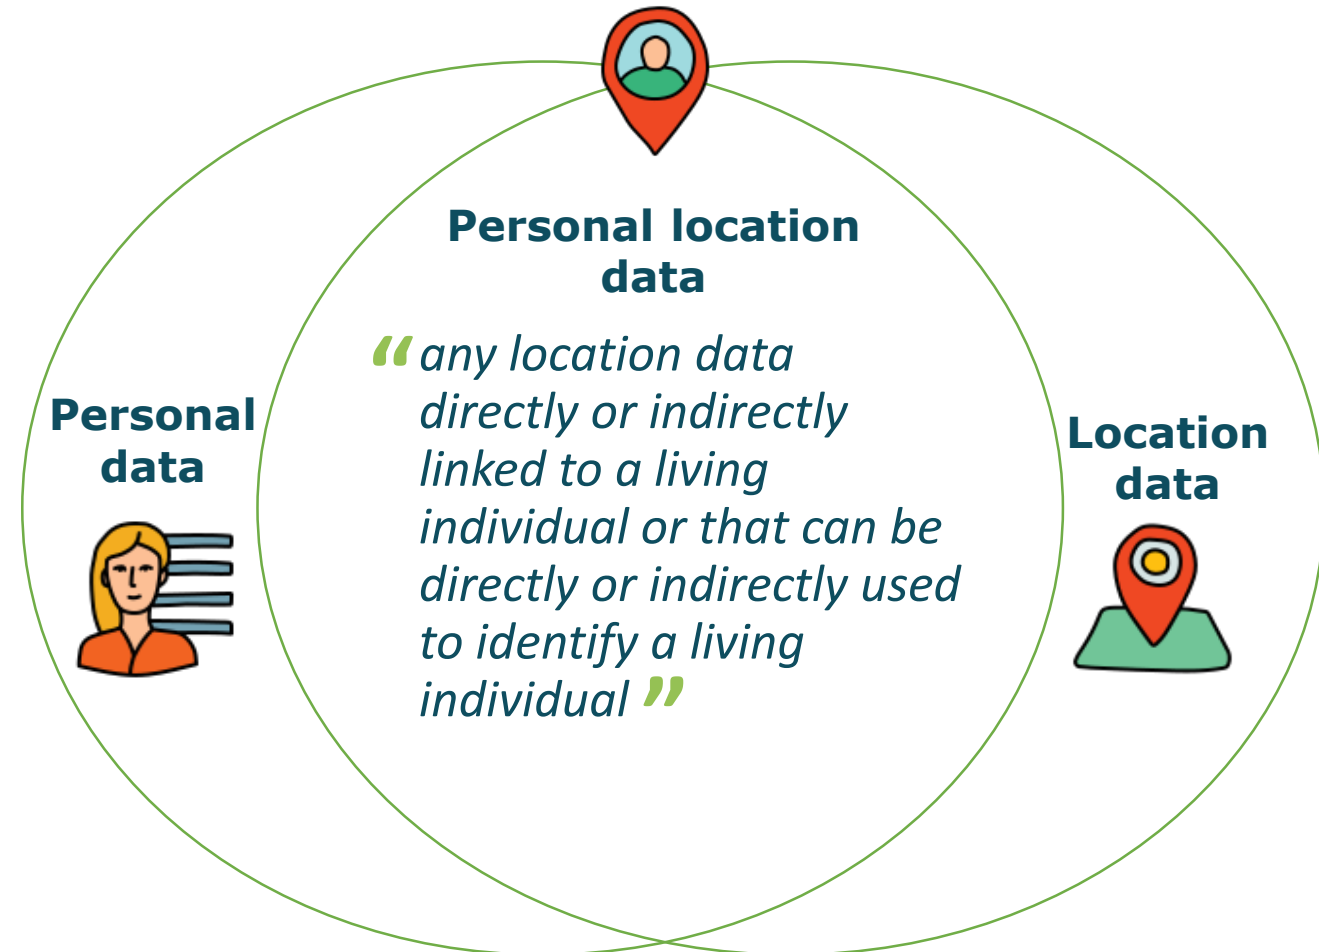 Personal location
data
“any location data
directly or indirectly
linked to a living
individual or that can be
directly or indirectly used
to identify a living
individual”
Personal
data
Location
data